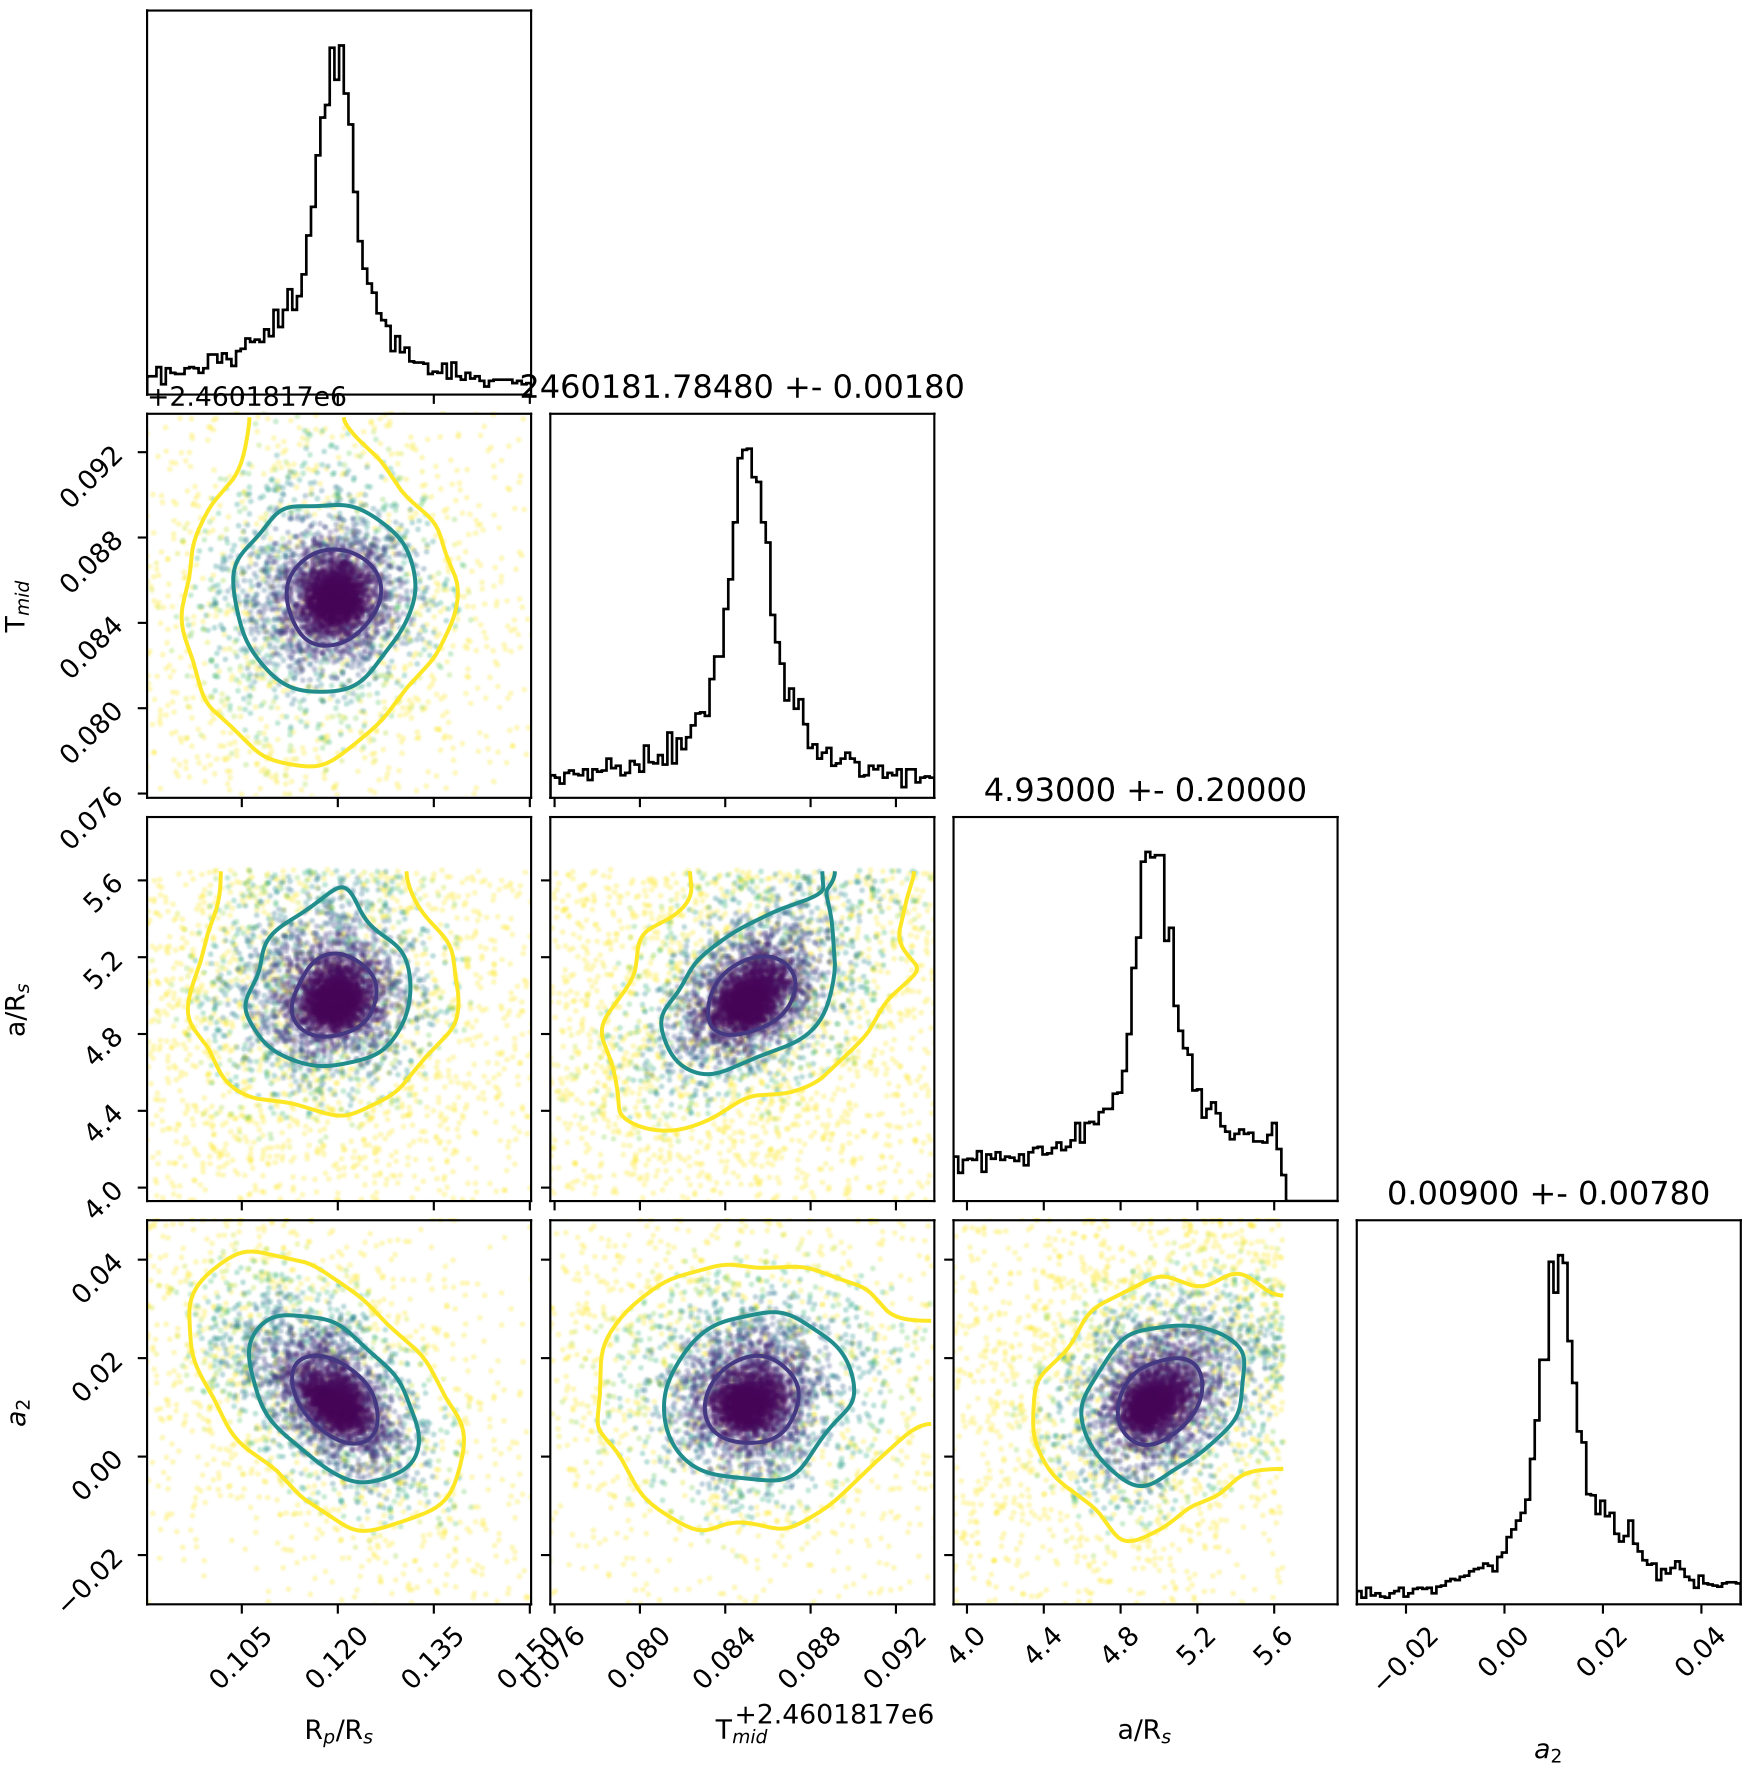 +2.4601817e6
2460181.78480 +- 0.00180
0.092
0.088
0.084
0.080
0.076
T_mid
4.93000 +- 0.20000
5.6
5.2
4.8
4.4
4.0
a/R_s
0.00900 +- 0.00780
0.04
0.02
0.00
−0.02
a_2
0.105 0.120 0.135 0.150
0.076 0.080 0.084 0.088 0.092
4.0 4.4 4.8 5.2 5.6
−0.02 0.00 0.02 0.04
+2.4601817e6
R_p/R_s
T_mid
a/R_s
a_2